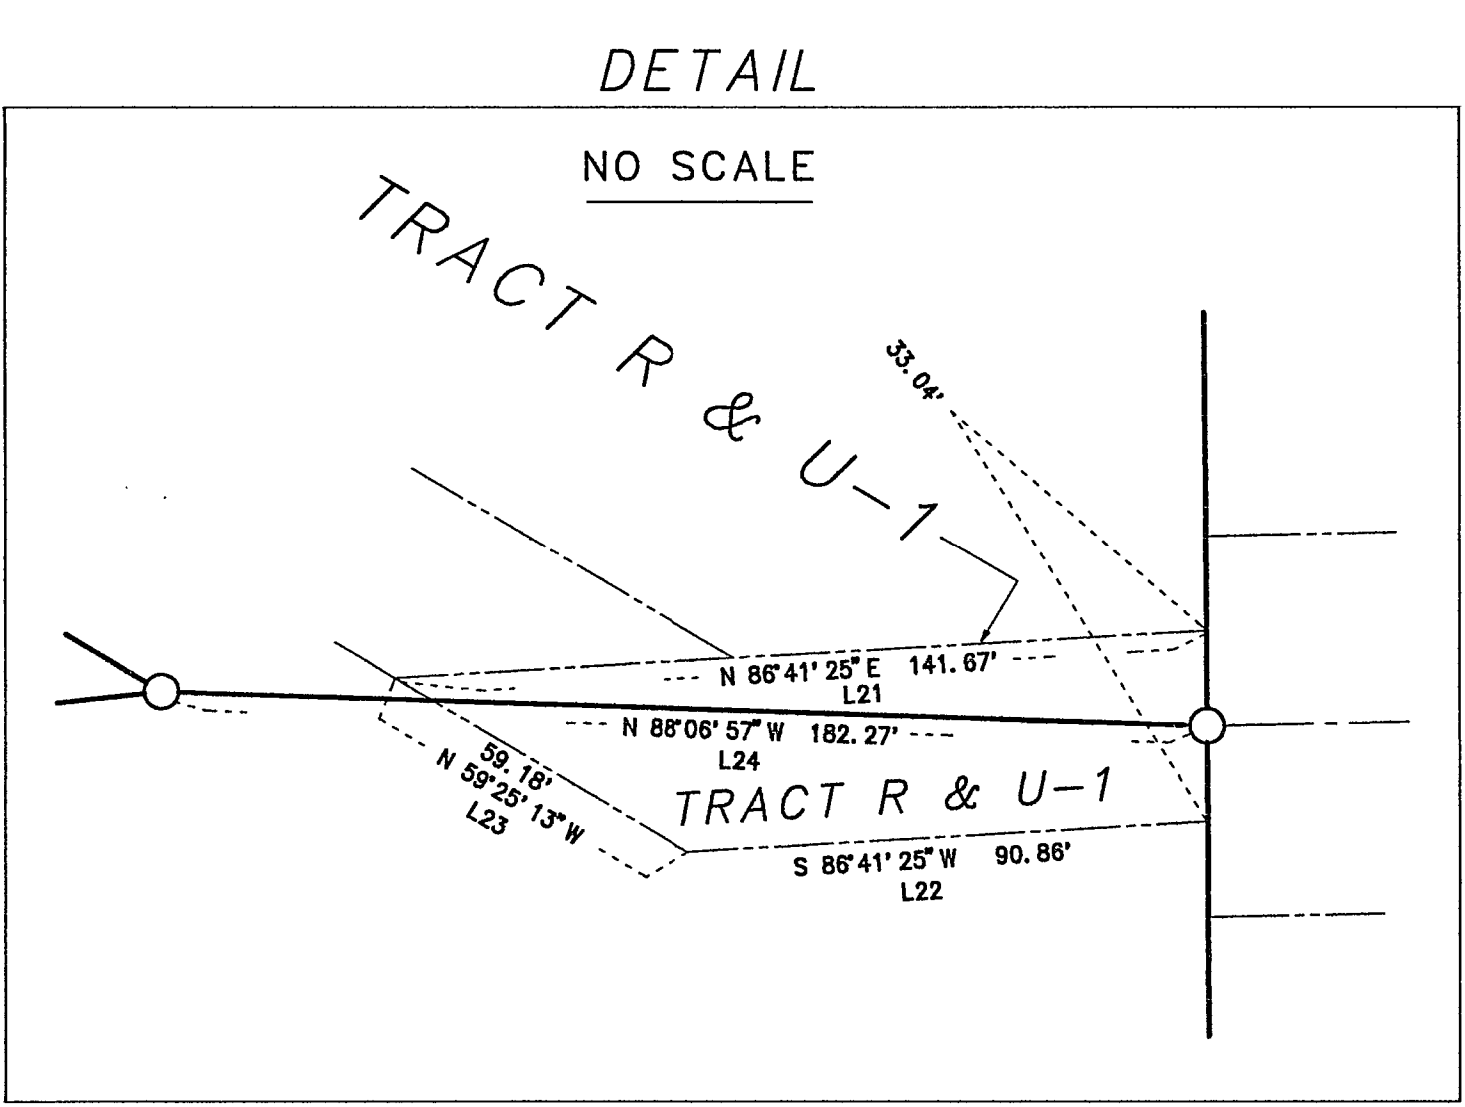 DETAIL
NO SCALE
TRACT R & U-1
33.04'
N 86°41'25" E 141.67'
L21
N 88°06'57" W 182.27'
L24
59.18'
N 59°25'13" W
L23
TRACT R & U-1
S 86°41'25" W 90.86'
L22